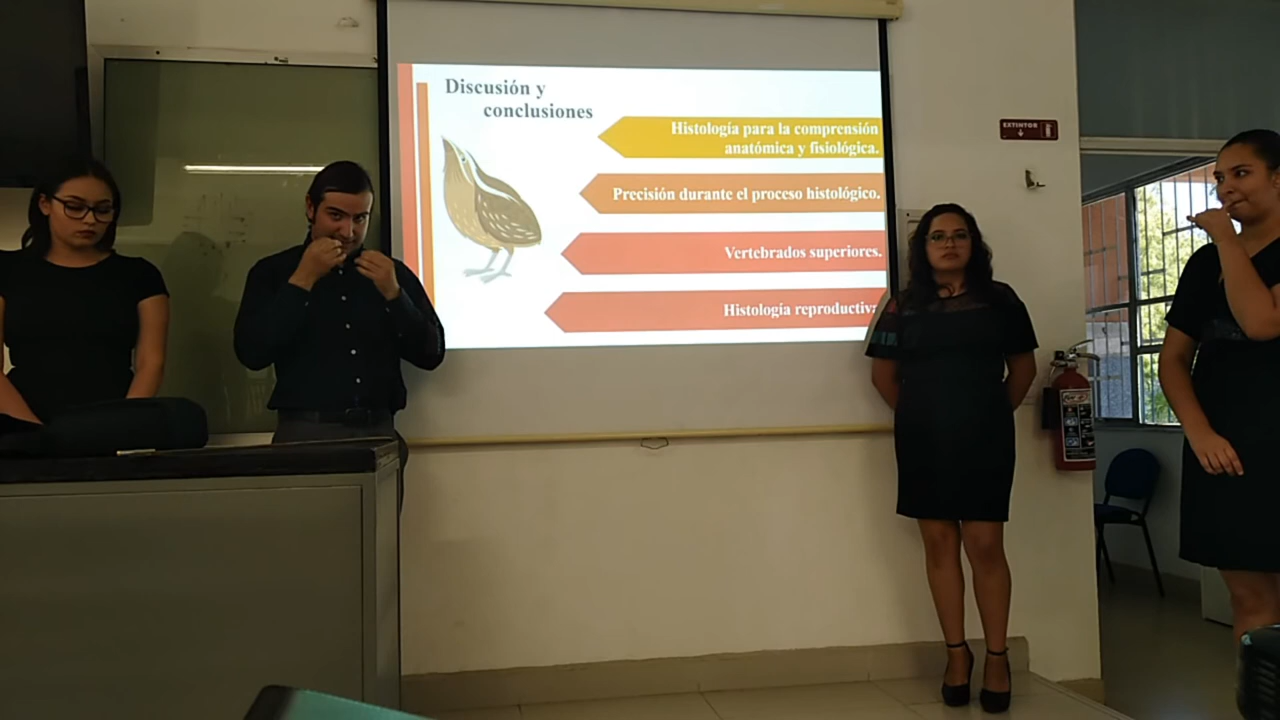 Discusión y
conclusiones
Histología para la comprensión
anatómica y fisiológica.
Precisión durante el proceso histológico.
Vertebrados superiores.
Histología reproductiva
EXTINTOR